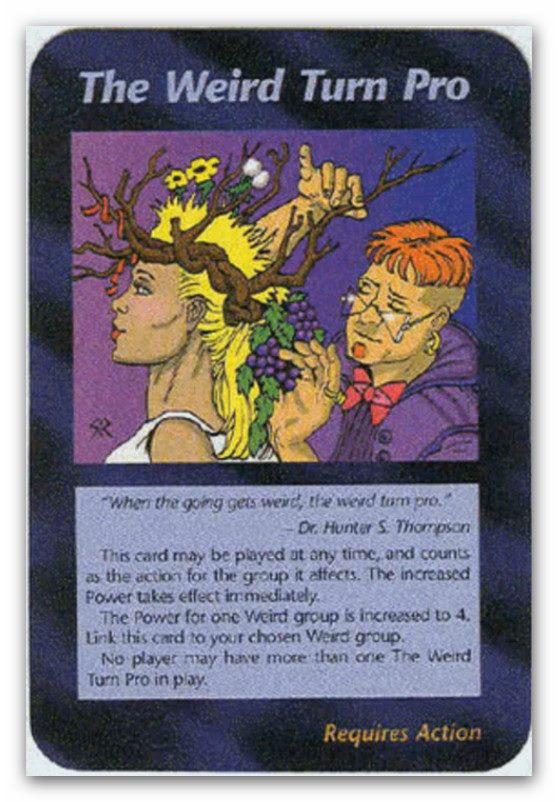 The Weird Turn Pro
"When the going gets weird, the weird turn pro."
– Dr. Hunter S. Thompson
This card may be played at any time, and counts
as the action for the group it affects. The increased
Power takes effect immediately.
The Power for one Weird group is increased to 4.
Link this card to your chosen Weird group.
No player may have more than one The Weird
Turn Pro in play.
Requires Action